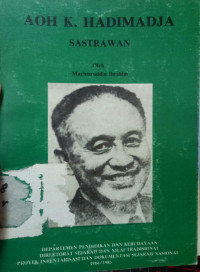 AOH K. HADIMADJA
SASTRAWAN
Oleh
DEPARTEMEN PENDIDIKAN DAN KEBUDAYAAN
DIREKTORAT SEJARAH DAN NILAI TRADISIONAL
PROYEK INVENTARISASI DAN DOKUMENTASI SEJARAH NASIONAL